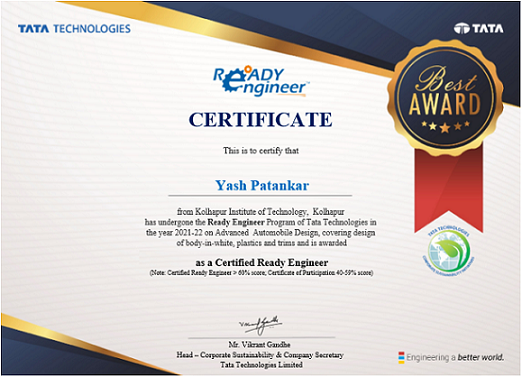 TATA TECHNOLOGIES
TATA
READY
Engineer™
Best
AWARD
CERTIFICATE
This is to certify that
Yash Patankar
from Kolhapur Institute of Technology, Kolhapur
has undergone the Ready Engineer Program of Tata Technologies in
the year 2021-22 on Advanced Automobile Design, covering design
of body-in-white, plastics and trims and is awarded
as a Certified Ready Engineer
(Note: Certified Ready Engineer > 60% score; Certificate of Participation 40-59% score)
TATA TECHNOLOGIES
CORPORATE SUSTAINABILITY INITIATIVES
Mr. Vikrant Gandhe
Head – Corporate Sustainability & Company Secretary
Tata Technologies Limited
Engineering a better world.